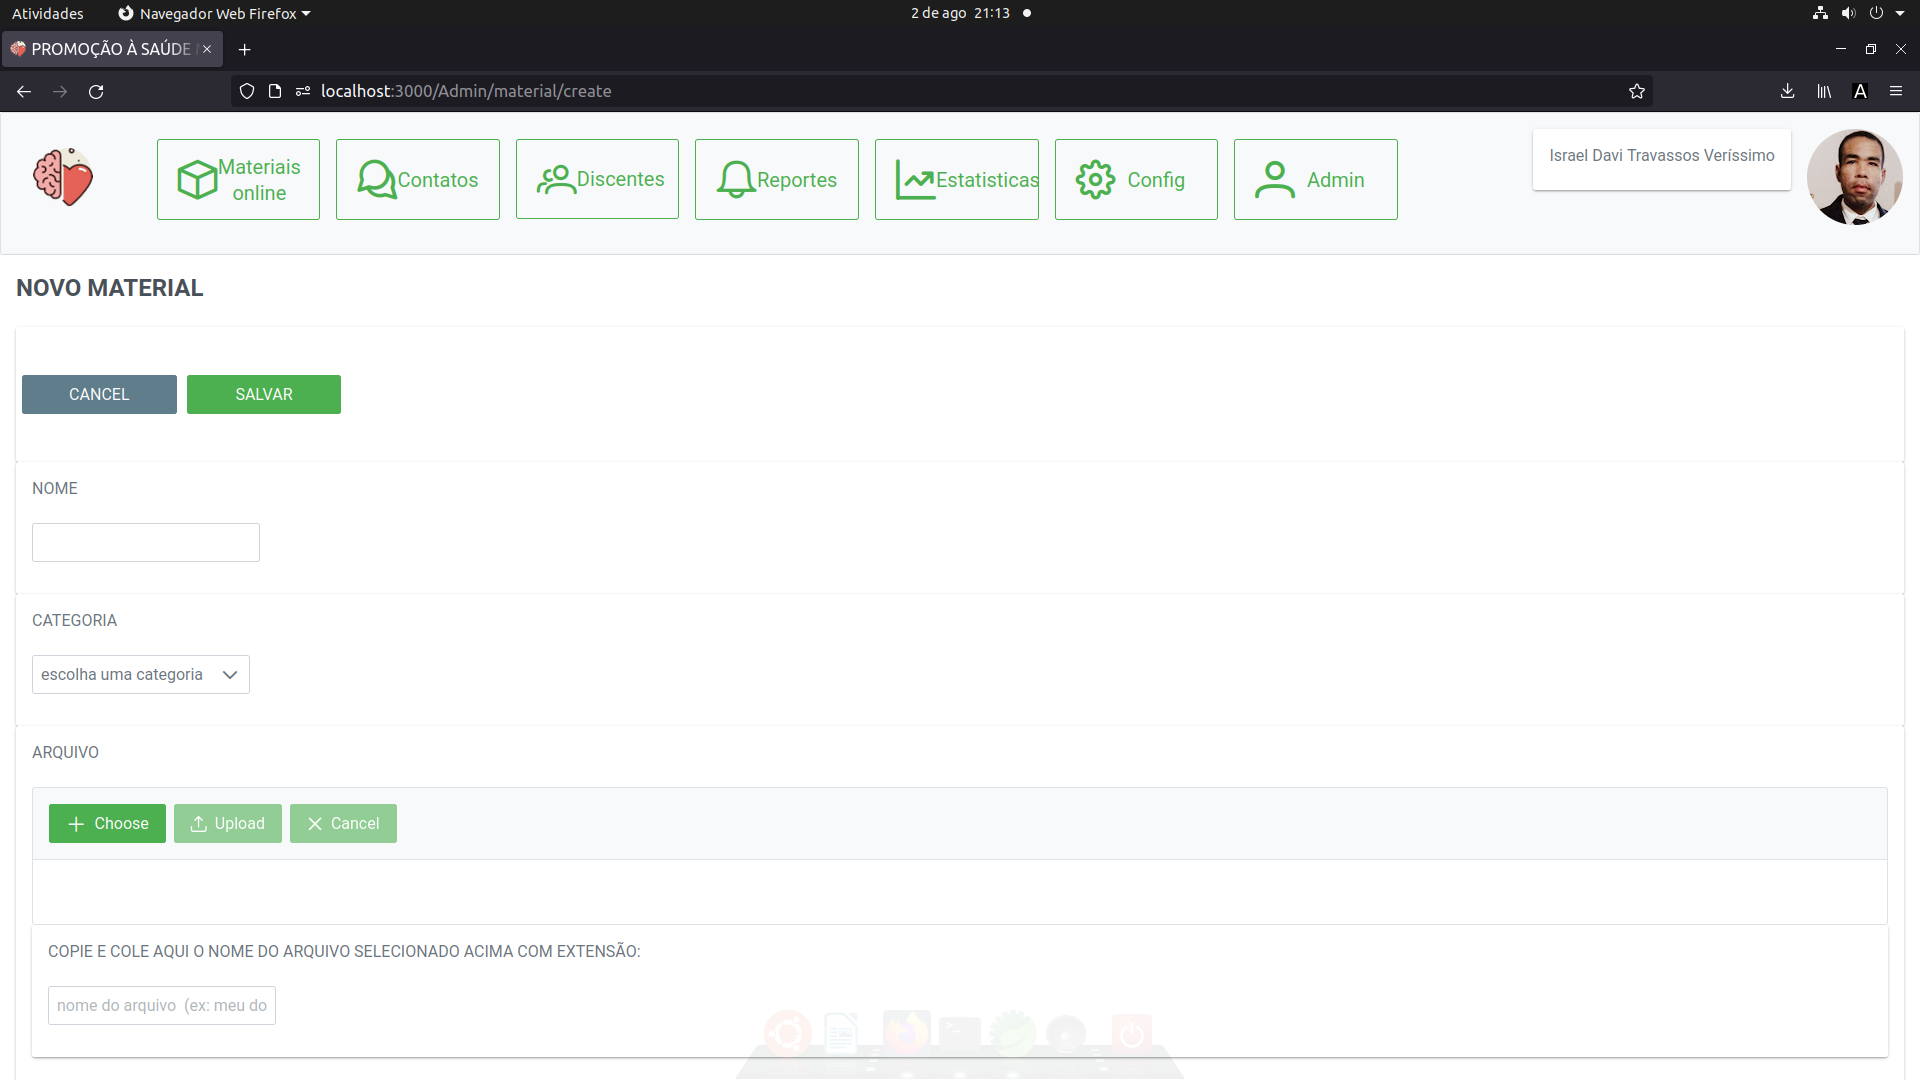 Atividades
Navegador Web Firefox
2 de ago 21:13
PROMOÇÃO À SAÚDE
localhost:3000/Admin/material/create
Materiais
online
Contatos
Discentes
Reportes
Estatisticas
Config
Admin
Israel Davi Travassos Veríssimo
NOVO MATERIAL
CANCEL
SALVAR
NOME
CATEGORIA
escolha uma categoria
ARQUIVO
Choose
Upload
Cancel
COPIE E COLE AQUI O NOME DO ARQUIVO SELECIONADO ACIMA COM EXTENSÃO:
nome do arquivo (ex: meu do